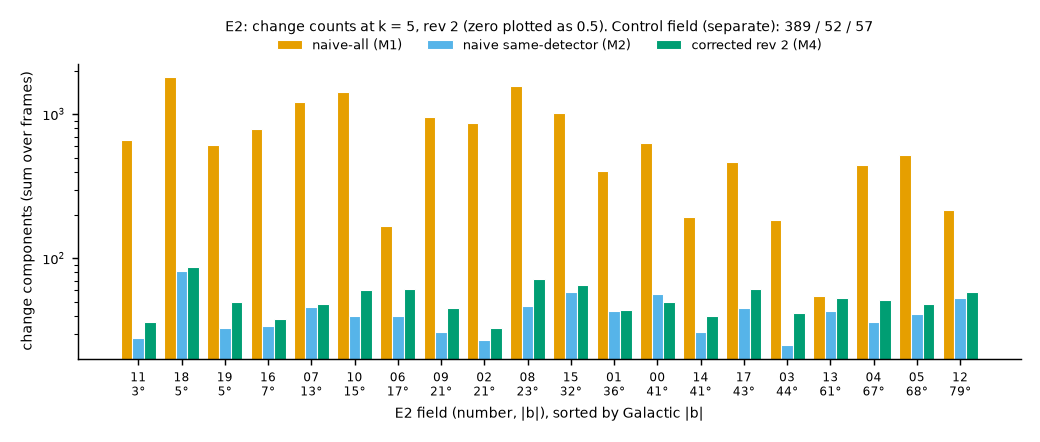 E2: change counts at k = 5, rev 2 (zero plotted as 0.5). Control field (separate): 389 / 52 / 57
naive-all (M1) naive same-detector (M2) corrected rev 2 (M4)
change components (sum over frames)
10³
10²
11 18 19 16 07 10 06 09 02 08 15 01 00 14 17 03 13 04 05 12
3° 5° 5° 7° 13° 15° 17° 21° 21° 23° 32° 36° 41° 41° 43° 44° 61° 67° 68° 79°
E2 field (number, |b|), sorted by Galactic |b|